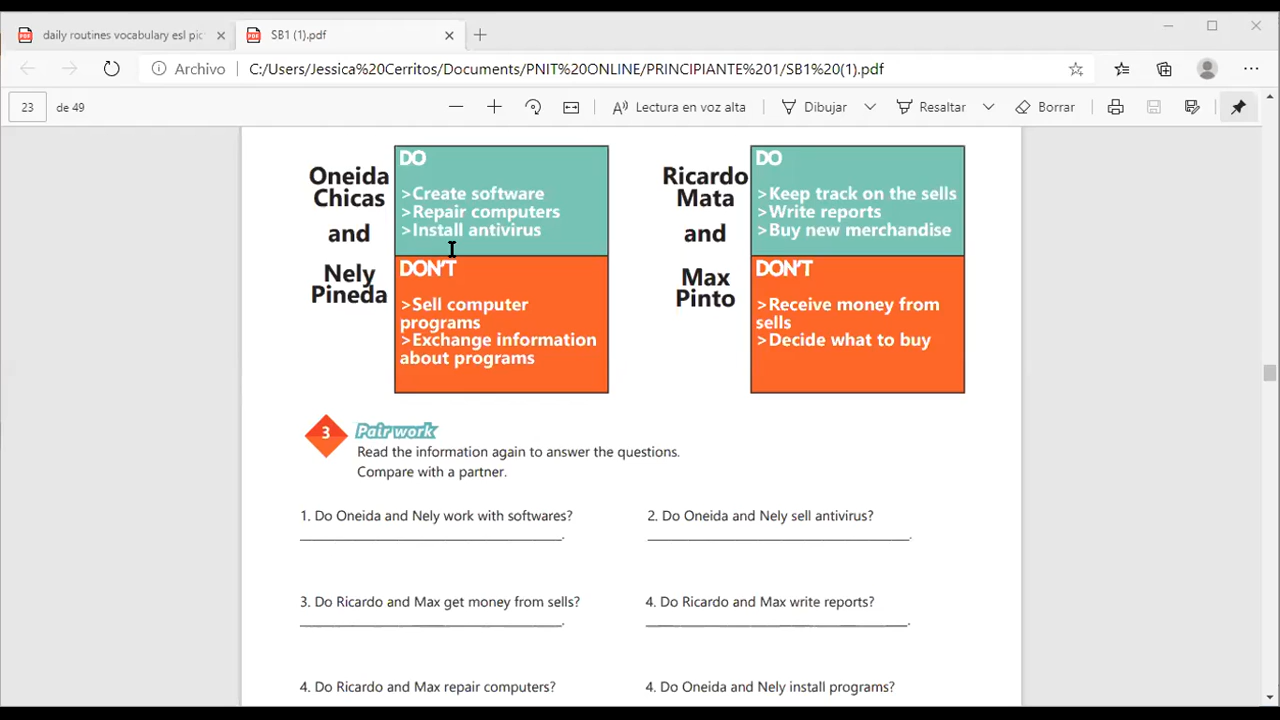 daily routines vocabulary esl pic
SB1 (1).pdf
Archivo
C:/Users/Jessica%20Cerritos/Documents/PNIT%20ONLINE/PRINCIPIANTE%201/SB1%20(1).pdf
23 de 49
Lectura en voz alta
Dibujar
Resaltar
Borrar
Oneida
Chicas
and
Nely
Pineda
DO
>Create software
>Repair computers
>Install antivirus
DON'T
>Sell computer
programs
>Exchange information
about programs
Ricardo
Mata
and
Max
Pinto
DO
>Keep track on the sells
>Write reports
>Buy new merchandise
DON'T
>Receive money from
sells
>Decide what to buy
3
Pair work
Read the information again to answer the questions.
Compare with a partner.
1. Do Oneida and Nely work with softwares?
2. Do Oneida and Nely sell antivirus?
3. Do Ricardo and Max get money from sells?
4. Do Ricardo and Max write reports?
4. Do Ricardo and Max repair computers?
4. Do Oneida and Nely install programs?